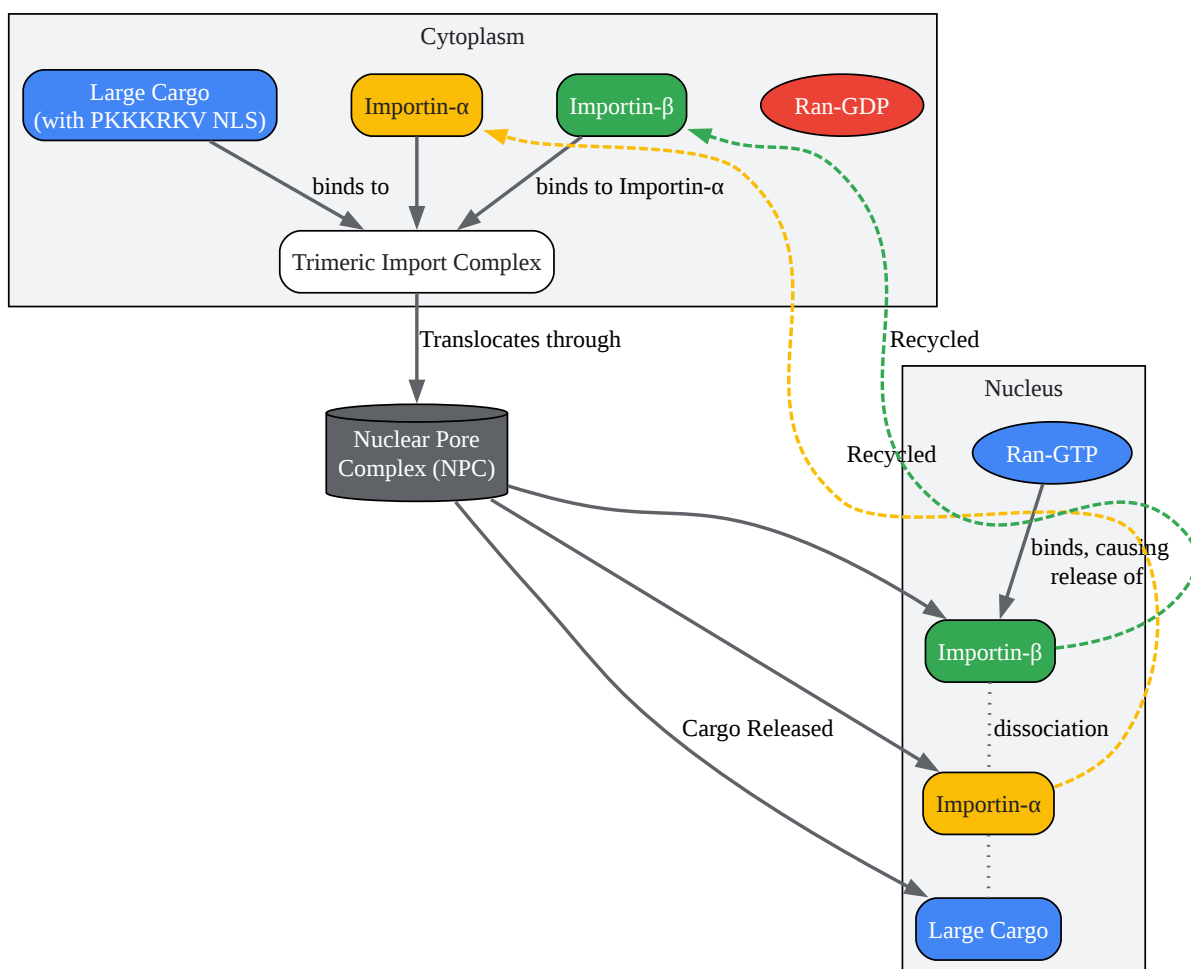 Cytoplasm
Large Cargo
(with PKKKRKV NLS)
Importin-α
Importin-β
Ran-GDP
binds to
binds to Importin-α
Trimeric Import Complex
Translocates through
Recycled
Nucleus
Nuclear Pore
Complex (NPC)
Recycled
Ran-GTP
binds, causing
release of
Importin-β
Cargo Released
dissociation
Importin-α
Large Cargo